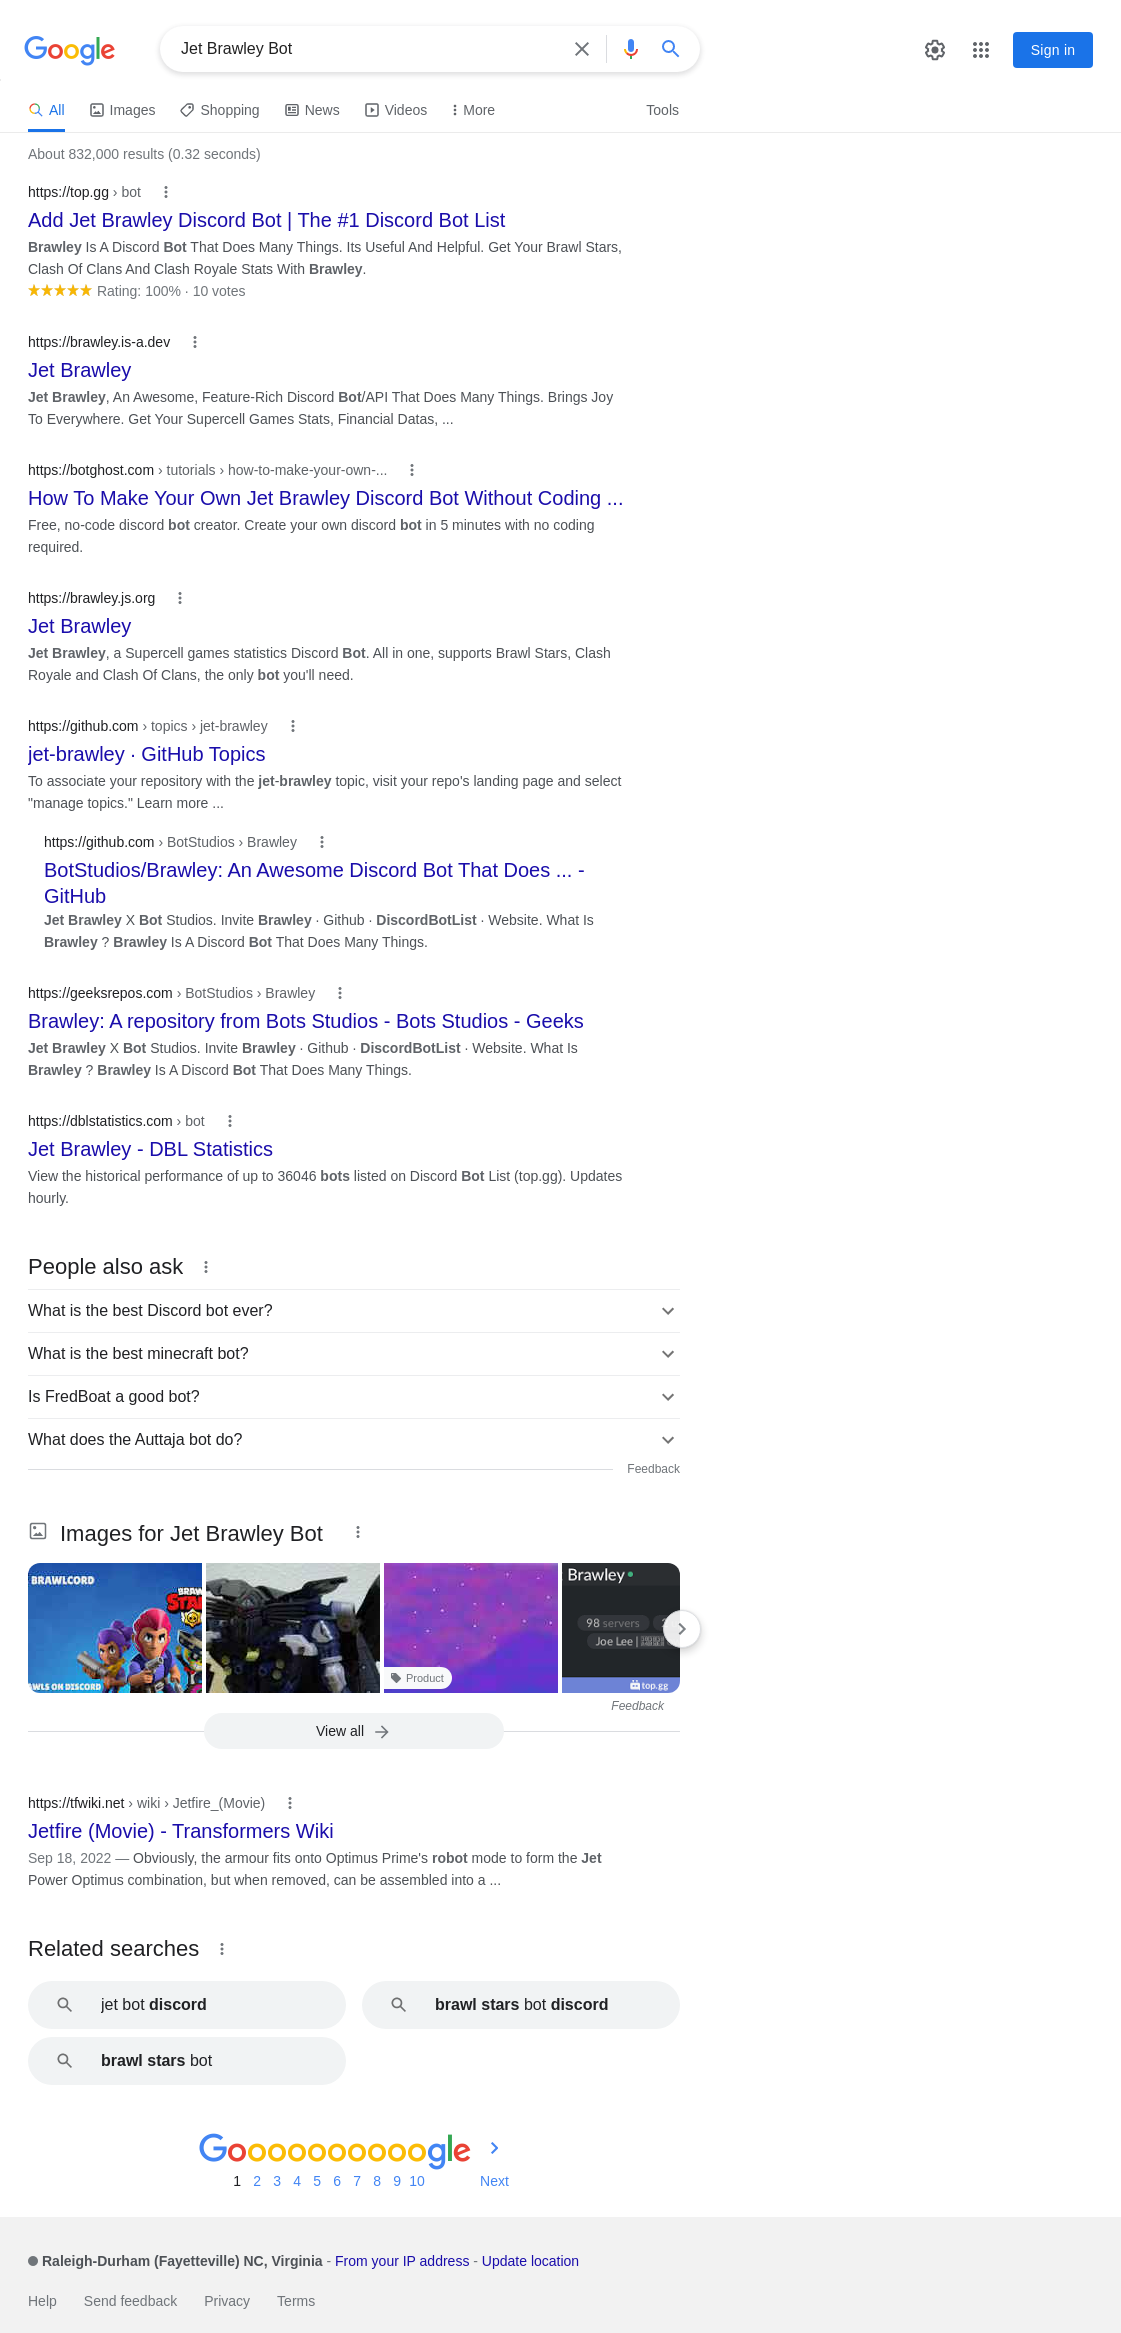 Google
Jet Brawley Bot
Sign in
All
Images
Shopping
News
Videos
More
Tools
About 832,000 results (0.32 seconds)
https://top.gg › bot
Add Jet Brawley Discord Bot | The #1 Discord Bot List
Brawley Is A Discord Bot That Does Many Things. Its Useful And Helpful. Get Your Brawl Stars,
Clash Of Clans And Clash Royale Stats With Brawley.
Rating: 100% · 10 votes
https://brawley.is-a.dev
Jet Brawley
Jet Brawley, An Awesome, Feature-Rich Discord Bot/API That Does Many Things. Brings Joy
To Everywhere. Get Your Supercell Games Stats, Financial Datas, ...
https://botghost.com › tutorials › how-to-make-your-own-...
How To Make Your Own Jet Brawley Discord Bot Without Coding ...
Free, no-code discord bot creator. Create your own discord bot in 5 minutes with no coding
required.
https://brawley.js.org
Jet Brawley
Jet Brawley, a Supercell games statistics Discord Bot. All in one, supports Brawl Stars, Clash
Royale and Clash Of Clans, the only bot you'll need.
https://github.com › topics › jet-brawley
jet-brawley · GitHub Topics
To associate your repository with the jet-brawley topic, visit your repo's landing page and select
"manage topics." Learn more ...
https://github.com › BotStudios › Brawley
BotStudios/Brawley: An Awesome Discord Bot That Does ... -
GitHub
Jet Brawley X Bot Studios. Invite Brawley · Github · DiscordBotList · Website. What Is
Brawley ? Brawley Is A Discord Bot That Does Many Things.
https://geeksrepos.com › BotStudios › Brawley
Brawley: A repository from Bots Studios - Bots Studios - Geeks
Jet Brawley X Bot Studios. Invite Brawley · Github · DiscordBotList · Website. What Is
Brawley ? Brawley Is A Discord Bot That Does Many Things.
https://dblstatistics.com › bot
Jet Brawley - DBL Statistics
View the historical performance of up to 36046 bots listed on Discord Bot List (top.gg). Updates
hourly.
People also ask
What is the best Discord bot ever?
What is the best minecraft bot?
Is FredBoat a good bot?
What does the Auttaja bot do?
Feedback
Images for Jet Brawley Bot
BRAWLCORD
AWLS ON DISCORD
Product
Brawley
98 servers
Joe Lee |
top.gg
Feedback
View all
https://tfwiki.net › wiki › Jetfire_(Movie)
Jetfire (Movie) - Transformers Wiki
Sep 18, 2022 — Obviously, the armour fits onto Optimus Prime's robot mode to form the Jet
Power Optimus combination, but when removed, can be assembled into a ...
Related searches
jet bot discord
brawl stars bot discord
brawl stars bot
Goooooooooogle
1 2 3 4 5 6 7 8 9 10 Next
Raleigh-Durham (Fayetteville) NC, Virginia - From your IP address - Update location
Help Send feedback Privacy Terms